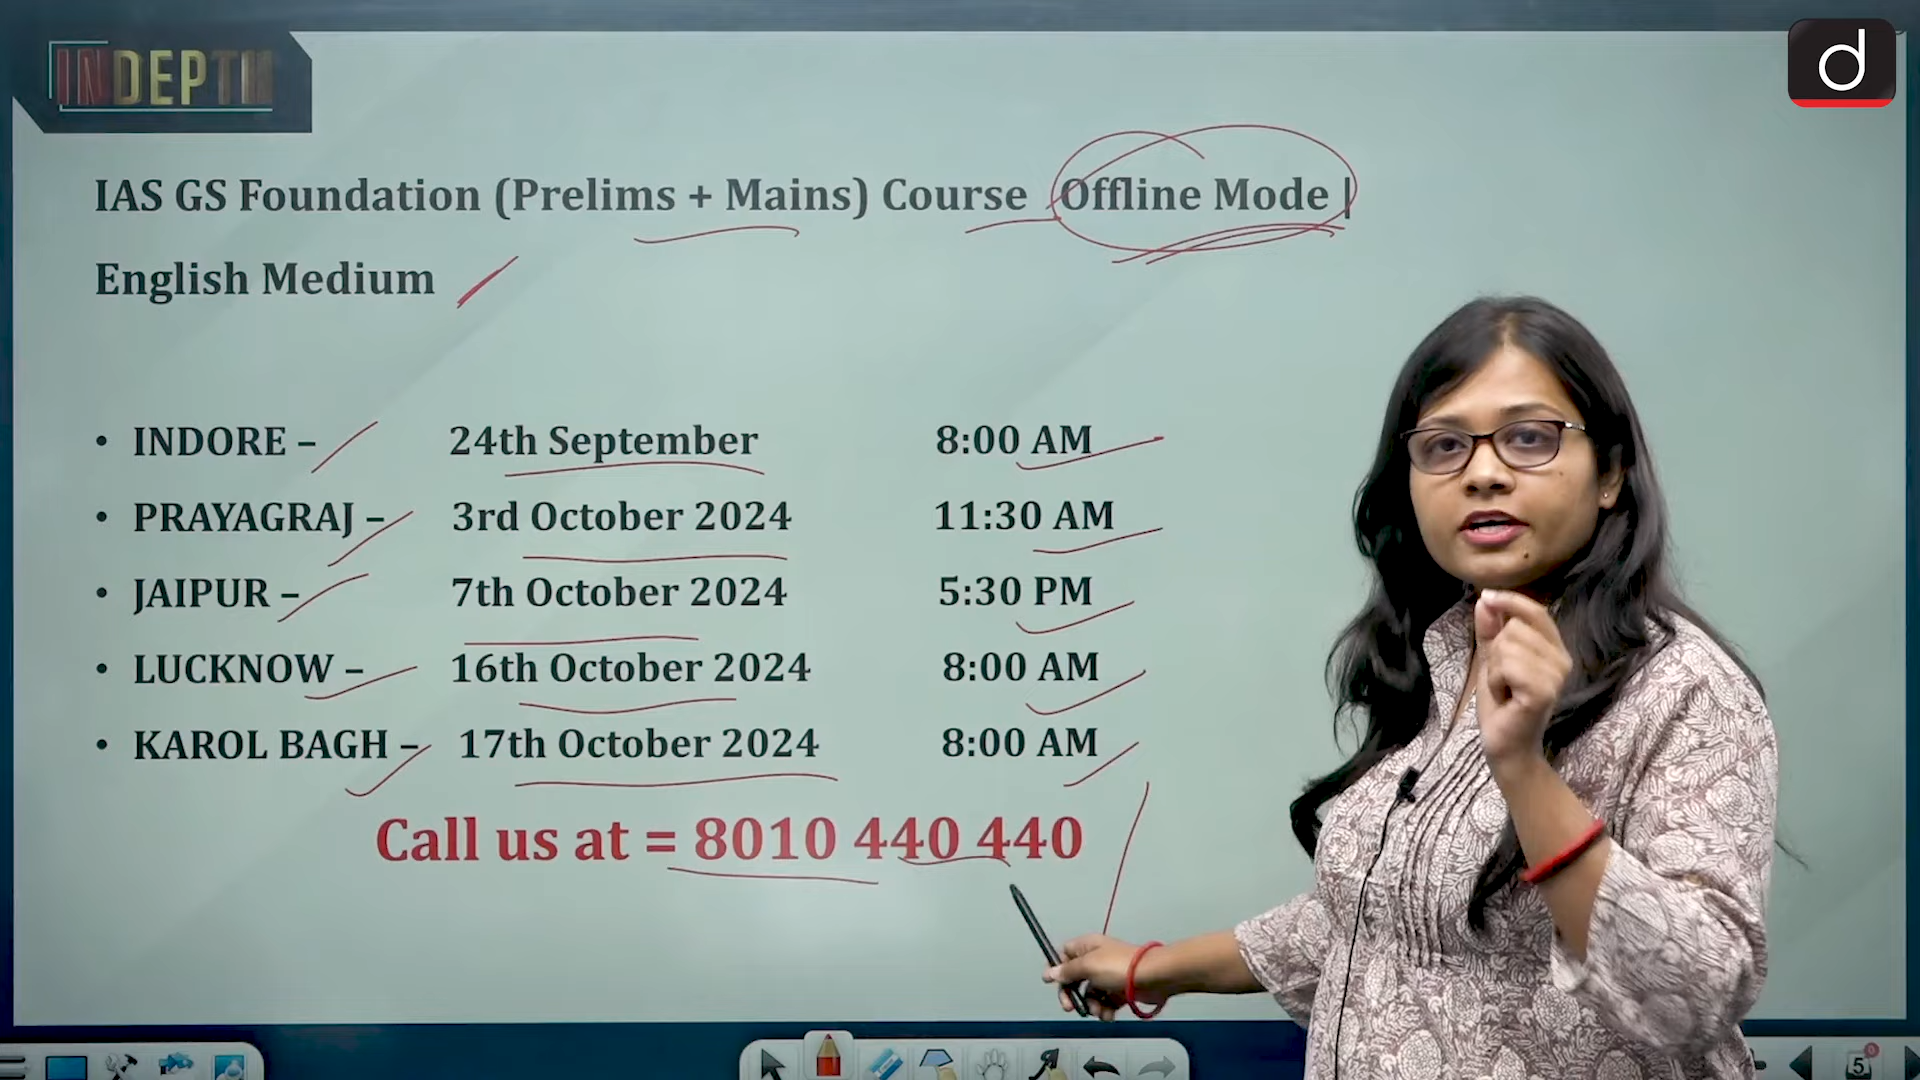 INDEPTH
d
IAS GS Foundation (Prelims + Mains) Course Offline Mode |
English Medium
• INDORE – 24th September 8:00 AM
• PRAYAGRAJ – 3rd October 2024 11:30 AM
• JAIPUR – 7th October 2024 5:30 PM
• LUCKNOW – 16th October 2024 8:00 AM
• KAROL BAGH – 17th October 2024 8:00 AM
Call us at = 8010 440 440
5